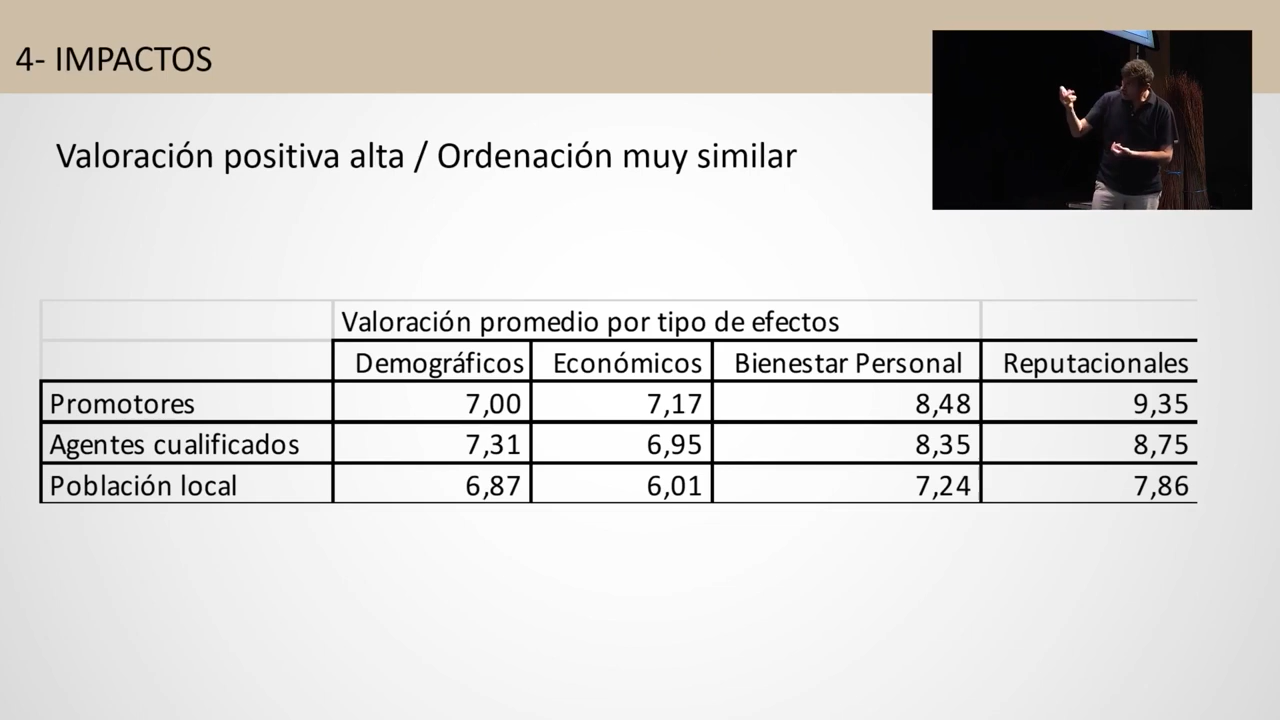 4- IMPACTOS
Valoración positiva alta / Ordenación muy similar
Valoración promedio por tipo de efectos
Demográficos Económicos Bienestar Personal Reputacionales
Promotores 7,00 7,17 8,48 9,35
Agentes cualificados 7,31 6,95 8,35 8,75
Población local 6,87 6,01 7,24 7,86